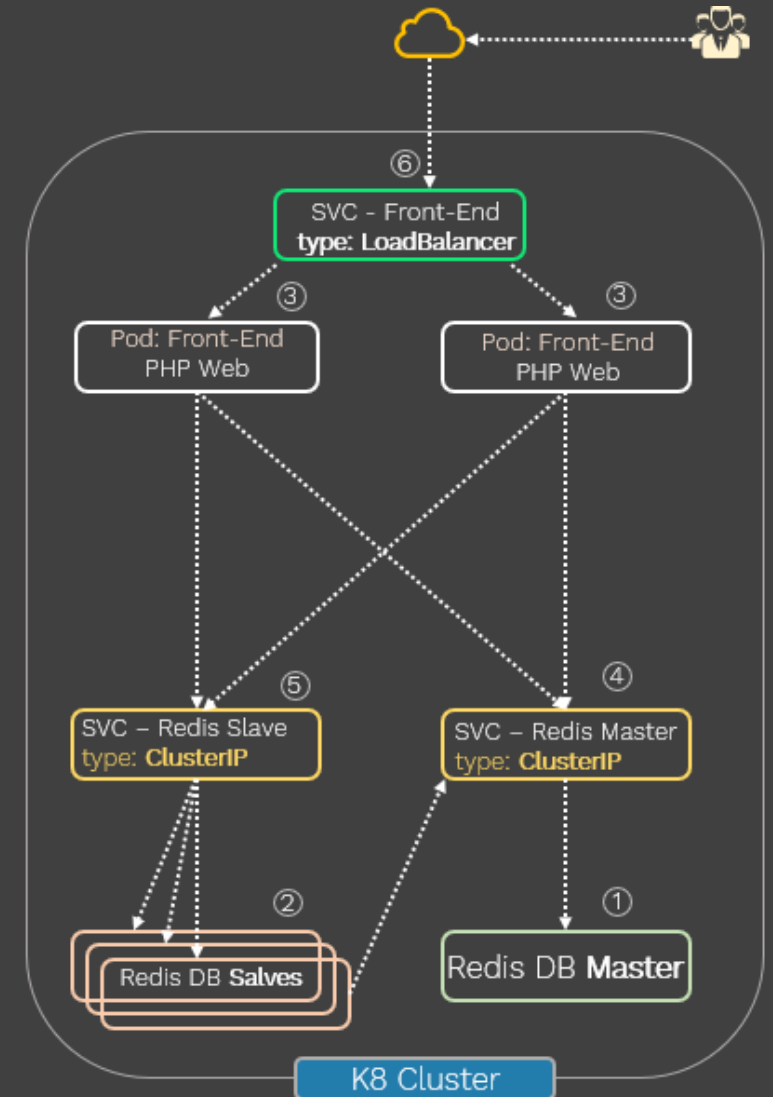 ⑥
SVC - Front-End
type: LoadBalancer
③
③
Pod: Front-End
PHP Web
Pod: Front-End
PHP Web
⑤
④
SVC – Redis Slave
type: ClusterIP
SVC – Redis Master
type: ClusterIP
②
①
Redis DB Salves
Redis DB Master
K8 Cluster